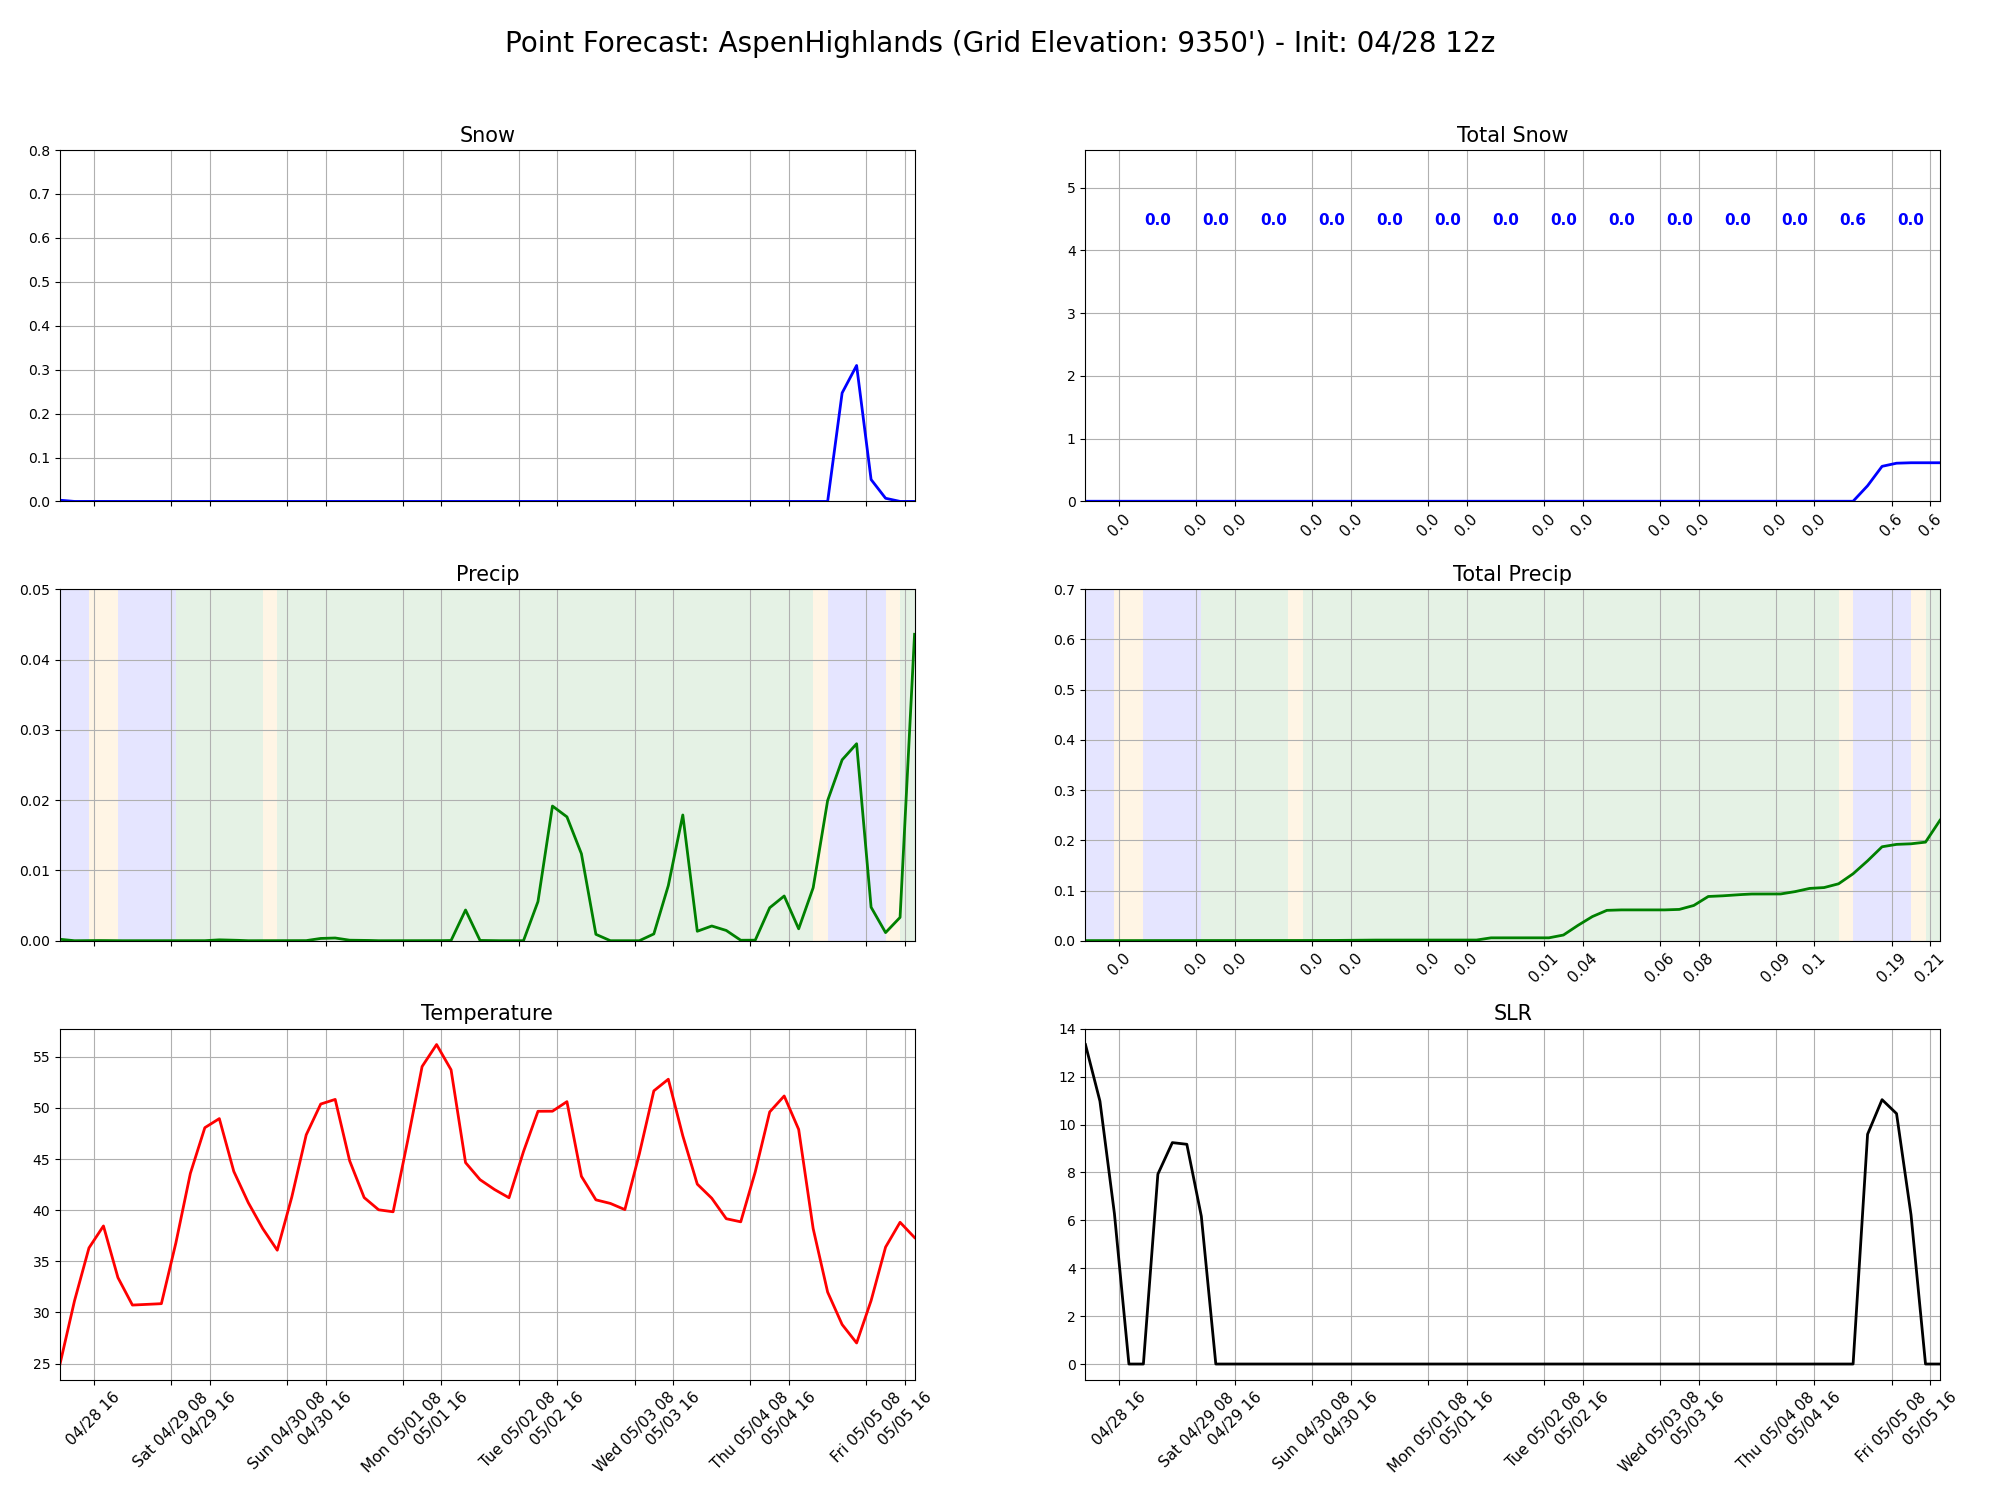 Point Forecast: AspenHighlands (Grid Elevation: 9350') - Init: 04/28 12z
Snow
0.8
0.7
0.6
0.5
0.4
0.3
0.2
0.1
0.0
Total Snow
5
4
3
2
1
0
0.0 0.0 0.0 0.0 0.0 0.0 0.0 0.0 0.0 0.0 0.0 0.0 0.6 0.0
0.0 0.0 0.0 0.0 0.0 0.0 0.0 0.0 0.0 0.0 0.0 0.0 0.0 0.6 0.6
Precip
0.05
0.04
0.03
0.02
0.01
0.00
Total Precip
0.7
0.6
0.5
0.4
0.3
0.2
0.1
0.0
0.0 0.0 0.0 0.0 0.0 0.0 0.0 0.01 0.04 0.06 0.08 0.09 0.1 0.19 0.21
Temperature
55
50
45
40
35
30
25
04/28 16
Sat 04/29 08
04/29 16
Sun 04/30 08
04/30 16
Mon 05/01 08
05/01 16
Tue 05/02 08
05/02 16
Wed 05/03 08
05/03 16
Thu 05/04 08
05/04 16
Fri 05/05 08
05/05 16
SLR
14
12
10
8
6
4
2
0
04/28 16
Sat 04/29 08
04/29 16
Sun 04/30 08
04/30 16
Mon 05/01 08
05/01 16
Tue 05/02 08
05/02 16
Wed 05/03 08
05/03 16
Thu 05/04 08
05/04 16
Fri 05/05 08
05/05 16